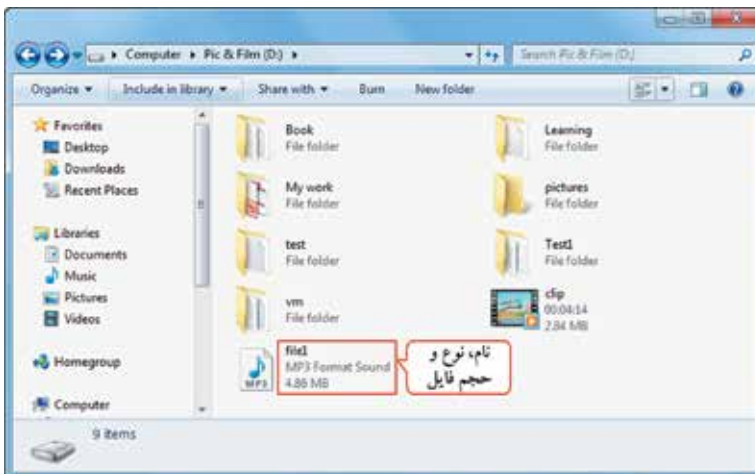 Computer ▸ Pic & Film (D:) ▸
Search Pic & Film (D:)
Organize
Include in library
Share with
Burn
New folder
Favorites
Desktop
Downloads
Recent Places
Libraries
Documents
Music
Pictures
Videos
Homegroup
Computer
Book
File folder
Learning
File folder
My work
File folder
pictures
File folder
test
File folder
Test1
File folder
vm
File folder
clip
00:04:14
2.84 MB
file1
MP3 Format Sound
4.86 MB
MP3
نام، نوع و
حجم فایل
9 items